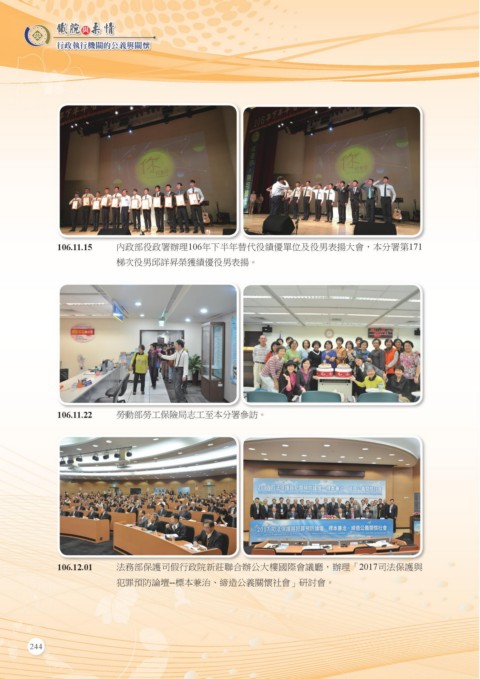 鐵腕與柔情
行政執行機關的公義與關懷
106.11.15 內政部役政署辦理106年下半年替代役績優單位及役男表揚大會，本分署第171
梯次役男邱詳昇榮獲績優役男表揚。
106.11.22 勞動部勞工保險局志工至本分署參訪。
106.12.01 法務部保護司假行政院新莊聯合辦公大樓國際會議廳，辦理「2017司法保護與
犯罪預防論壇--標本兼治、締造公義關懷社會」研討會。
244